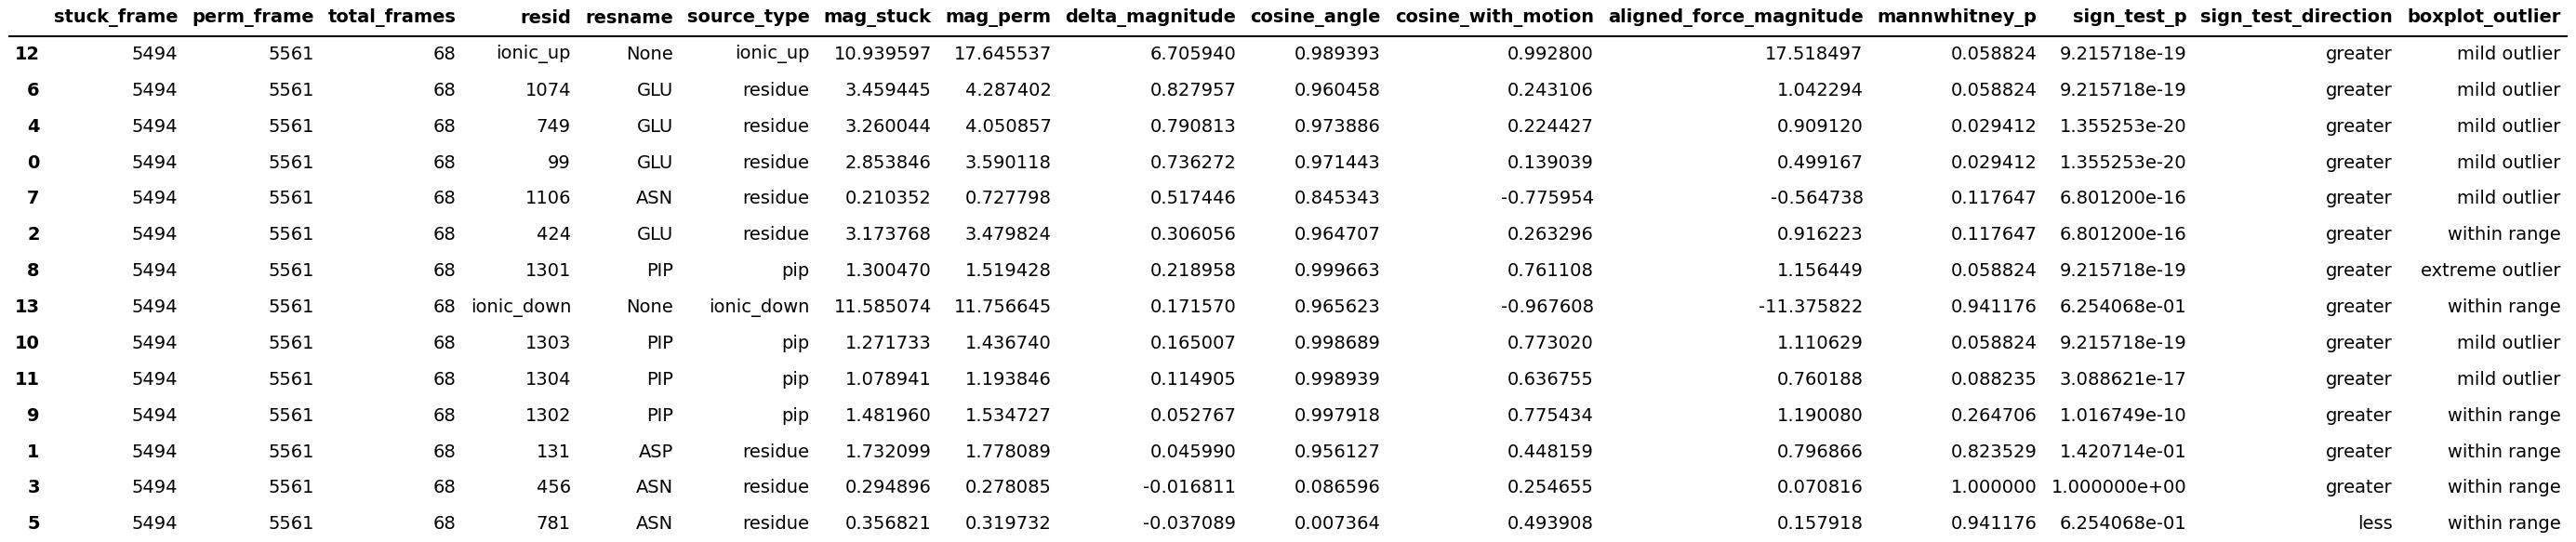 stuck_frame perm_frame total_frames resid resname source_type mag_stuck mag_perm delta_magnitude cosine_angle cosine_with_motion aligned_force_magnitude mannwhitney_p sign_test_p sign_test_direction boxplot_outlier
12 5494 5561 68 ionic_up None ionic_up 10.939597 17.645537 6.705940 0.989393 0.992800 17.518497 0.058824 9.215718e-19 greater mild outlier
6 5494 5561 68 1074 GLU residue 3.459445 4.287402 0.827957 0.960458 0.243106 1.042294 0.058824 9.215718e-19 greater mild outlier
4 5494 5561 68 749 GLU residue 3.260044 4.050857 0.790813 0.973886 0.224427 0.909120 0.029412 1.355253e-20 greater mild outlier
0 5494 5561 68 99 GLU residue 2.853846 3.590118 0.736272 0.971443 0.139039 0.499167 0.029412 1.355253e-20 greater mild outlier
7 5494 5561 68 1106 ASN residue 0.210352 0.727798 0.517446 0.845343 -0.775954 -0.564738 0.117647 6.801200e-16 greater mild outlier
2 5494 5561 68 424 GLU residue 3.173768 3.479824 0.306056 0.964707 0.263296 0.916223 0.117647 6.801200e-16 greater within range
8 5494 5561 68 1301 PIP pip 1.300470 1.519428 0.218958 0.999663 0.761108 1.156449 0.058824 9.215718e-19 greater extreme outlier
13 5494 5561 68 ionic_down None ionic_down 11.585074 11.756645 0.171570 0.965623 -0.967608 -11.375822 0.941176 6.254068e-01 greater within range
10 5494 5561 68 1303 PIP pip 1.271733 1.436740 0.165007 0.998689 0.773020 1.110629 0.058824 9.215718e-19 greater mild outlier
11 5494 5561 68 1304 PIP pip 1.078941 1.193846 0.114905 0.998939 0.636755 0.760188 0.088235 3.088621e-17 greater mild outlier
9 5494 5561 68 1302 PIP pip 1.481960 1.534727 0.052767 0.997918 0.775434 1.190080 0.264706 1.016749e-10 greater within range
1 5494 5561 68 131 ASP residue 1.732099 1.778089 0.045990 0.956127 0.448159 0.796866 0.823529 1.420714e-01 greater within range
3 5494 5561 68 456 ASN residue 0.294896 0.278085 -0.016811 0.086596 0.254655 0.070816 1.000000 1.000000e+00 greater within range
5 5494 5561 68 781 ASN residue 0.356821 0.319732 -0.037089 0.007364 0.493908 0.157918 0.941176 6.254068e-01 less within range